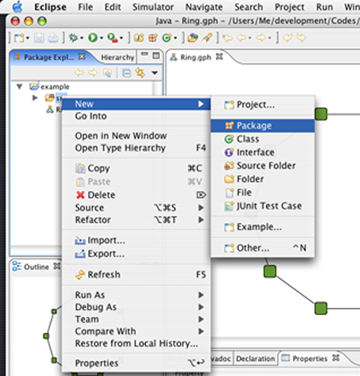 Eclipse File Edit Simulator Navigate Search Project Run Win
Java - Ring.gph - /Users/Me/development/Codes/
Package Expl... Hierarchy
Ring.gph
example
New
Go Into
Open in New Window
Open Type Hierarchy F4
Copy ⌘C
Paste ⌘V
Delete ⌦
Source ⌥⌘S
Refactor ⌥⌘T
Import...
Export...
Refresh F5
Run As
Debug As
Team
Compare With
Restore from Local History...
Properties ⌥↩
Project...
Package
Class
Interface
Source Folder
Folder
File
JUnit Test Case
Example...
Other... ^N
Outline
Declaration
Properties